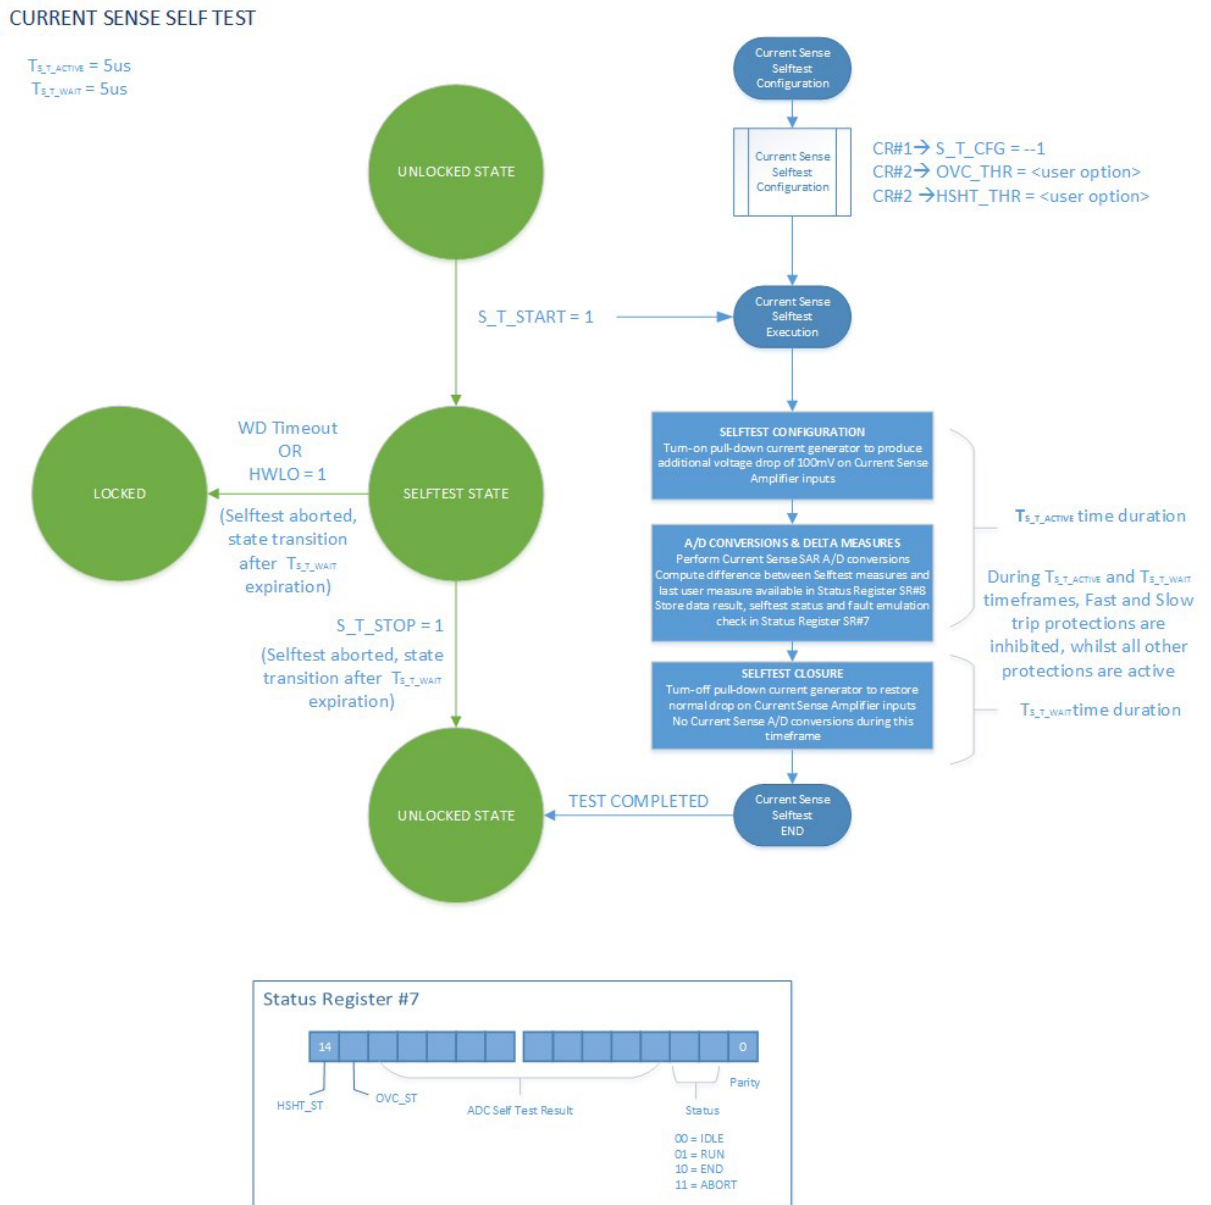 CURRENT SENSE SELF TEST
TS_T_ACTIVE = 5us
TS_T_WAIT = 5us
UNLOCKED STATE
S_T_START = 1
WD Timeout
OR
HWLO = 1
LOCKED
SELFTEST STATE
(Selftest aborted,
state transition
after TS_T_WAIT
expiration)
S_T_STOP = 1
(Selftest aborted, state
transition after TS_T_WAIT
expiration)
UNLOCKED STATE
TEST COMPLETED
Current Sense
Selftest
Configuration
Current Sense
Selftest
Configuration
CR#1→ S_T_CFG = --1
CR#2→ OVC_THR = <user option>
CR#2 →HSHT_THR = <user option>
Current Sense
Selftest
Execution
SELFTEST CONFIGURATION
Turn-on pull-down current generator to produce
additional voltage drop of 100mV on Current Sense
Amplifier inputs
A/D CONVERSIONS & DELTA MEASURES
Perform Current Sense SAR A/D conversions
Compute difference between Selftest measures and
last user measure available in Status Register SR#8
Store data result, selftest status and fault emulation
check in Status Register SR#7
SELFTEST CLOSURE
Turn-off pull-down current generator to restore
normal drop on Current Sense Amplifier inputs
No Current Sense A/D conversions during this
timeframe
Current Sense
Selftest
END
TS_T_ACTIVE time duration
During TS_T_ACTIVE and TS_T_WAIT
timeframes, Fast and Slow
trip protections are
inhibited, whilst all other
protections are active
TS_T_WAIT time duration
Status Register #7
14
0
HSHT_ST
OVC_ST
ADC Self Test Result
Status
Parity
00 = IDLE
01 = RUN
10 = END
11 = ABORT